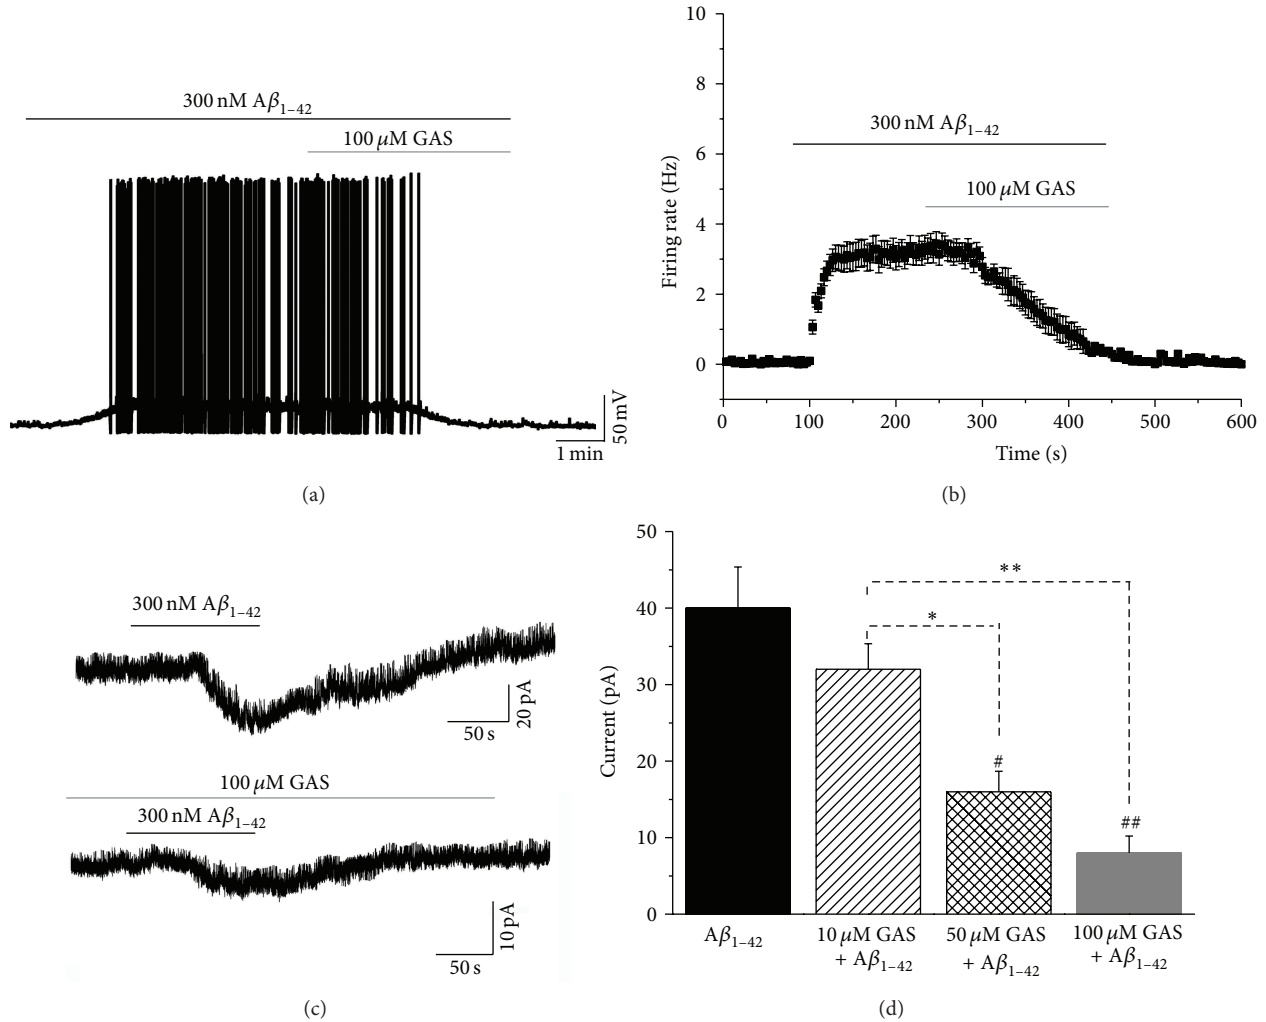 300 nM Aβ1–42
100 μM GAS
50 mV
1 min
(a)
10
8
6
4
2
0
Firing rate (Hz)
300 nM Aβ1–42
100 μM GAS
0 100 200 300 400 500 600
Time (s)
(b)
300 nM Aβ1–42
20 pA
50 s
100 μM GAS
300 nM Aβ1–42
10 pA
50 s
(c)
50
40
30
20
10
0
Current (pA)
**
*
#
##
Aβ1–42
10 μM GAS
+ Aβ1–42
50 μM GAS
+ Aβ1–42
100 μM GAS
+ Aβ1–42
(d)